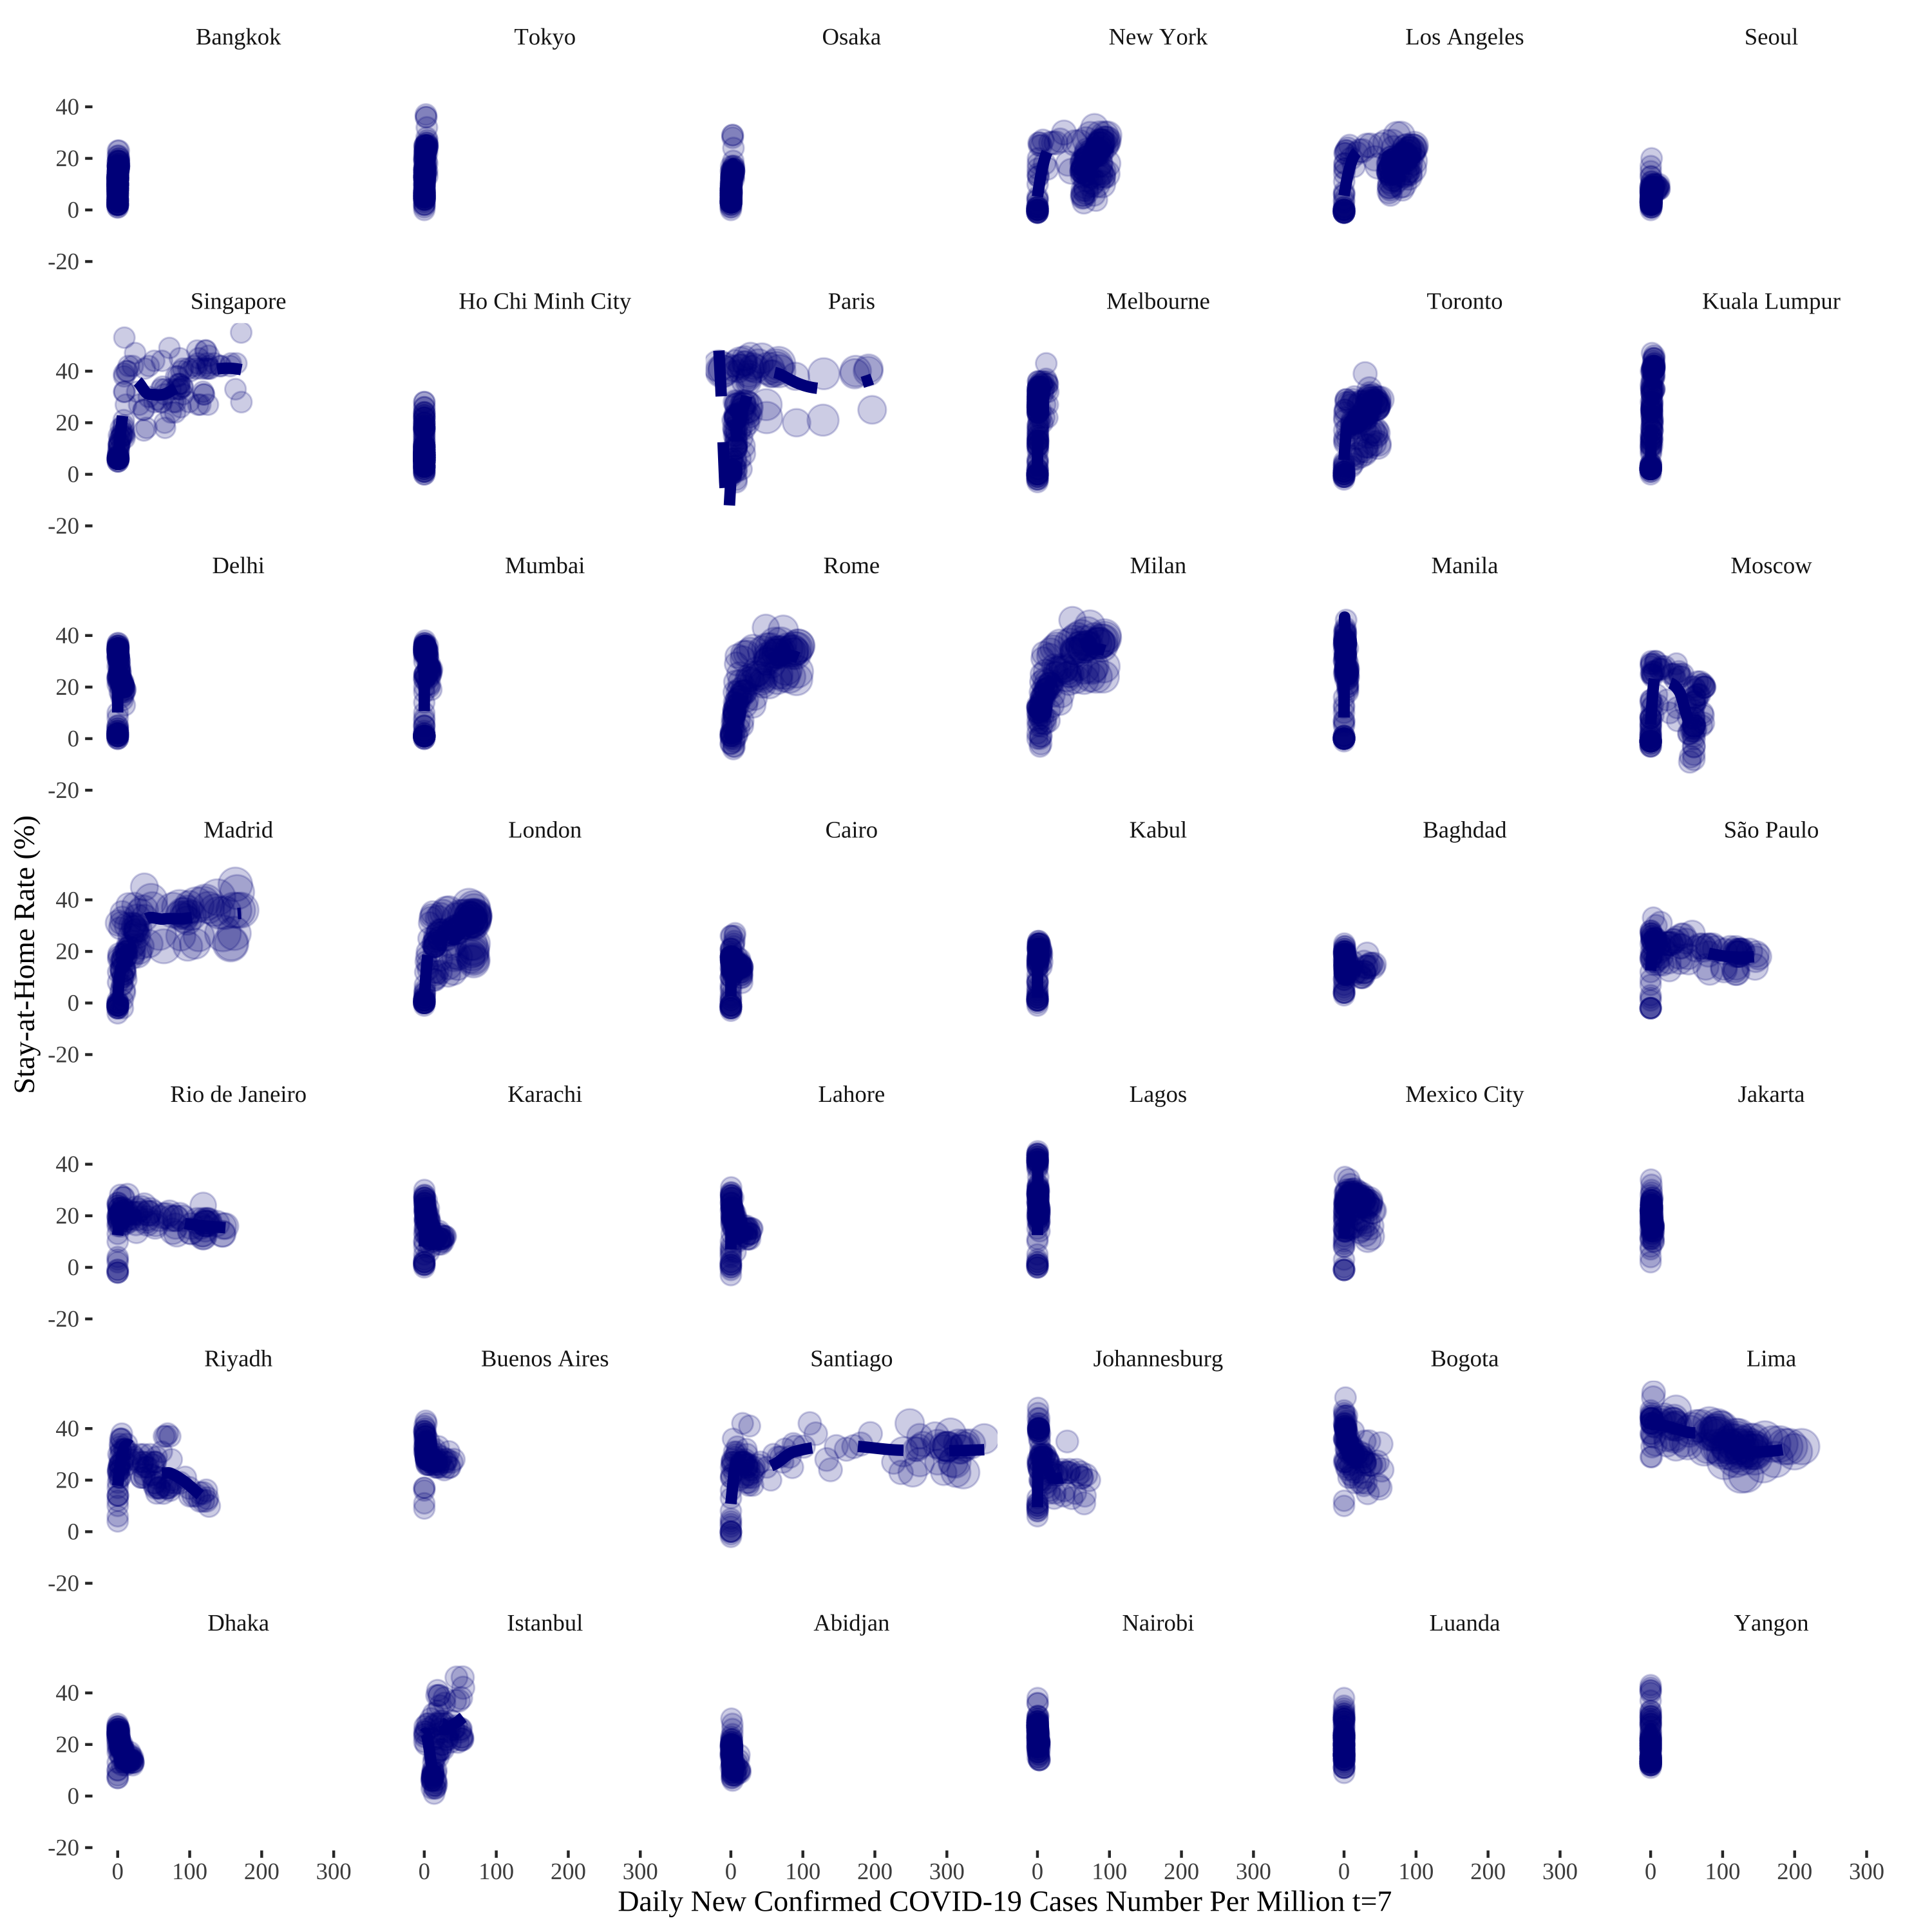 Bangkok Tokyo Osaka New York Los Angeles Seoul
40
20
0
-20
Singapore Ho Chi Minh City Paris Melbourne Toronto Kuala Lumpur
40
20
0
-20
Delhi Mumbai Rome Milan Manila Moscow
40
20
0
-20
Stay-at-Home Rate (%)
Madrid London Cairo Kabul Baghdad São Paulo
40
20
0
-20
Rio de Janeiro Karachi Lahore Lagos Mexico City Jakarta
40
20
0
-20
Riyadh Buenos Aires Santiago Johannesburg Bogota Lima
40
20
0
-20
Dhaka Istanbul Abidjan Nairobi Luanda Yangon
40
20
0
-20
0 100 200 300 0 100 200 300 0 100 200 300 0 100 200 300 0 100 200 300 0 100 200 300
Daily New Confirmed COVID-19 Cases Number Per Million t=7